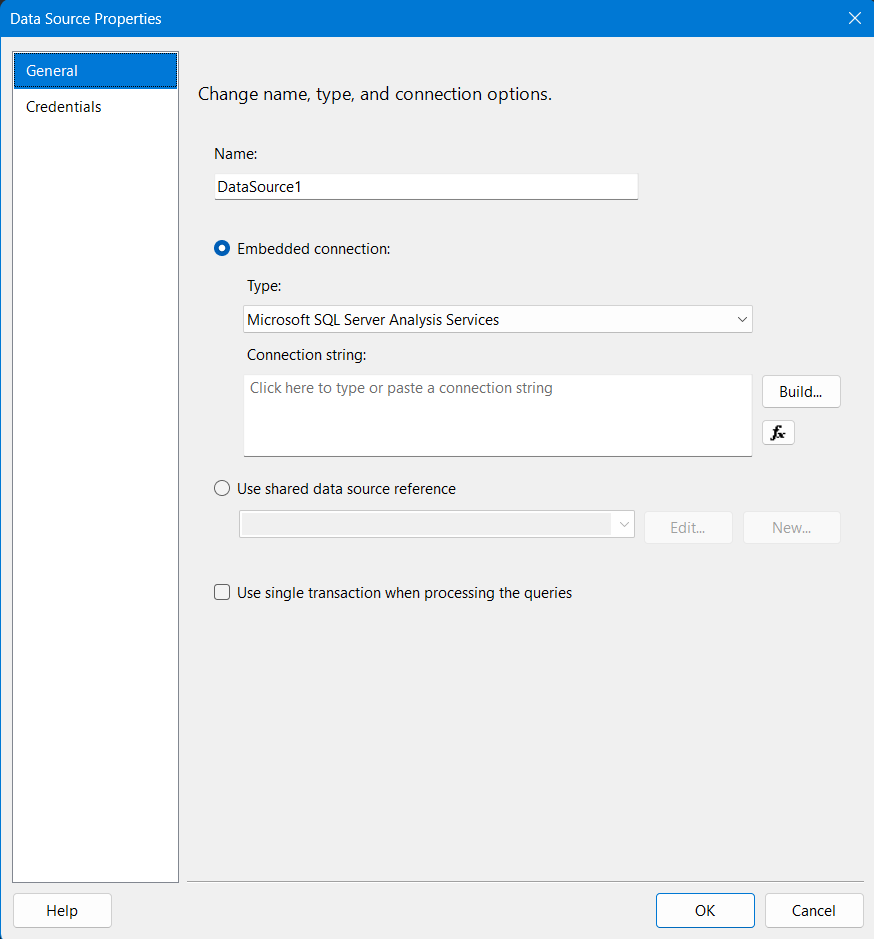 Data Source Properties
General
Credentials
Change name, type, and connection options.
Name:
DataSource1
Embedded connection:
Type:
Microsoft SQL Server Analysis Services
Connection string:
Click here to type or paste a connection string
Build...
fx
Use shared data source reference
Edit...
New...
Use single transaction when processing the queries
Help
OK
Cancel